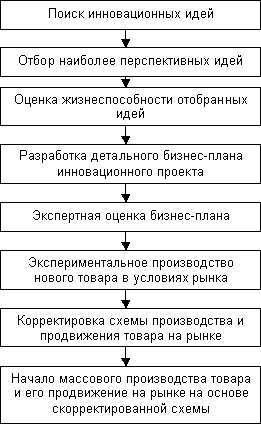 Поиск инновационных идей
Отбор наиболее перспективных идей
Оценка жизнеспособности отобранных
идей
Разработка детального бизнес-плана
инновационного проекта
Экспертная оценка бизнес-плана
Экспериментальное производство
нового товара в условиях рынка
Корректировка схемы производства и
продвижения товара на рынке
Начало массового производства товара
и его продвижение на рынке на основе
скорректированной схемы